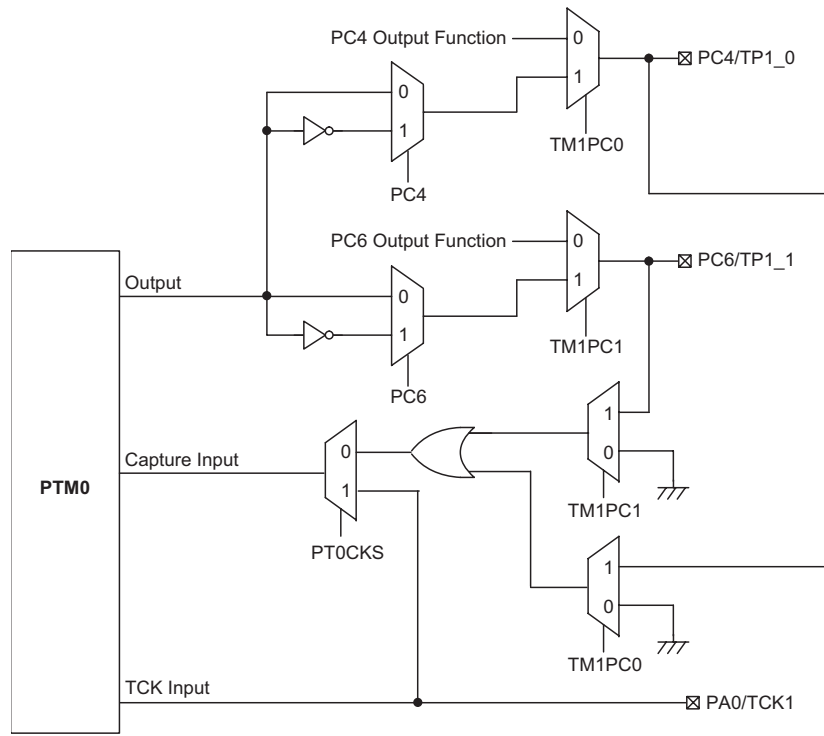 PC4 Output Function
0
1
TM1PC0
PC4/TP1_0
0
1
PC4
PC6 Output Function
0
1
TM1PC1
PC6/TP1_1
Output
0
1
PC6
PTM0
Capture Input
0
1
PT0CKS
1
0
TM1PC1
1
0
TM1PC0
TCK Input
PA0/TCK1